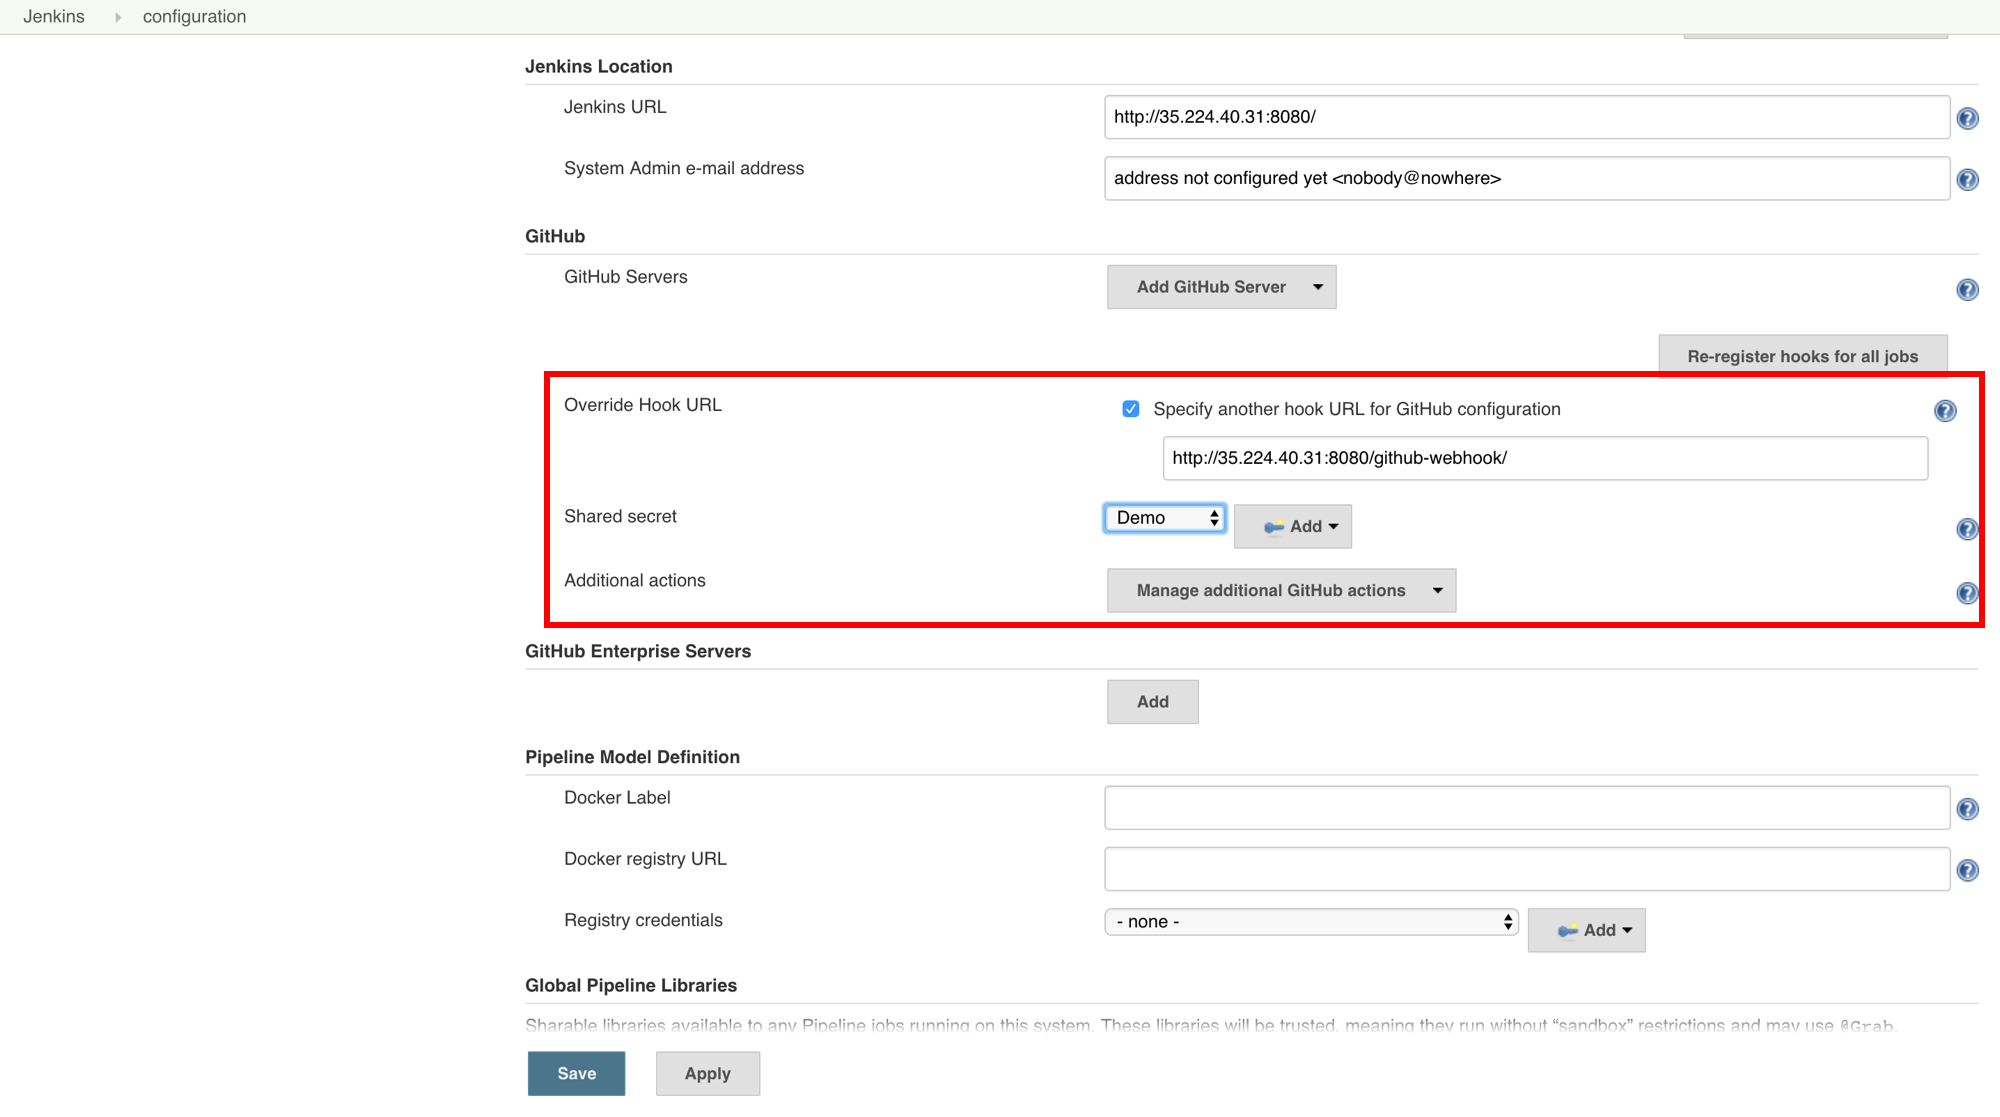 Jenkins configuration
Jenkins Location
Jenkins URL
http://35.224.40.31:8080/
System Admin e-mail address
address not configured yet <nobody@nowhere>
GitHub
GitHub Servers
Add GitHub Server
Re-register hooks for all jobs
Override Hook URL
Specify another hook URL for GitHub configuration
http://35.224.40.31:8080/github-webhook/
Shared secret
Demo
Add
Additional actions
Manage additional GitHub actions
GitHub Enterprise Servers
Add
Pipeline Model Definition
Docker Label
Docker registry URL
Registry credentials
- none -
Add
Global Pipeline Libraries
Sharable libraries available to any Pipeline jobs running on this system. These libraries will be trusted, meaning they run without “sandbox” restrictions and may use @Grab.
Save
Apply